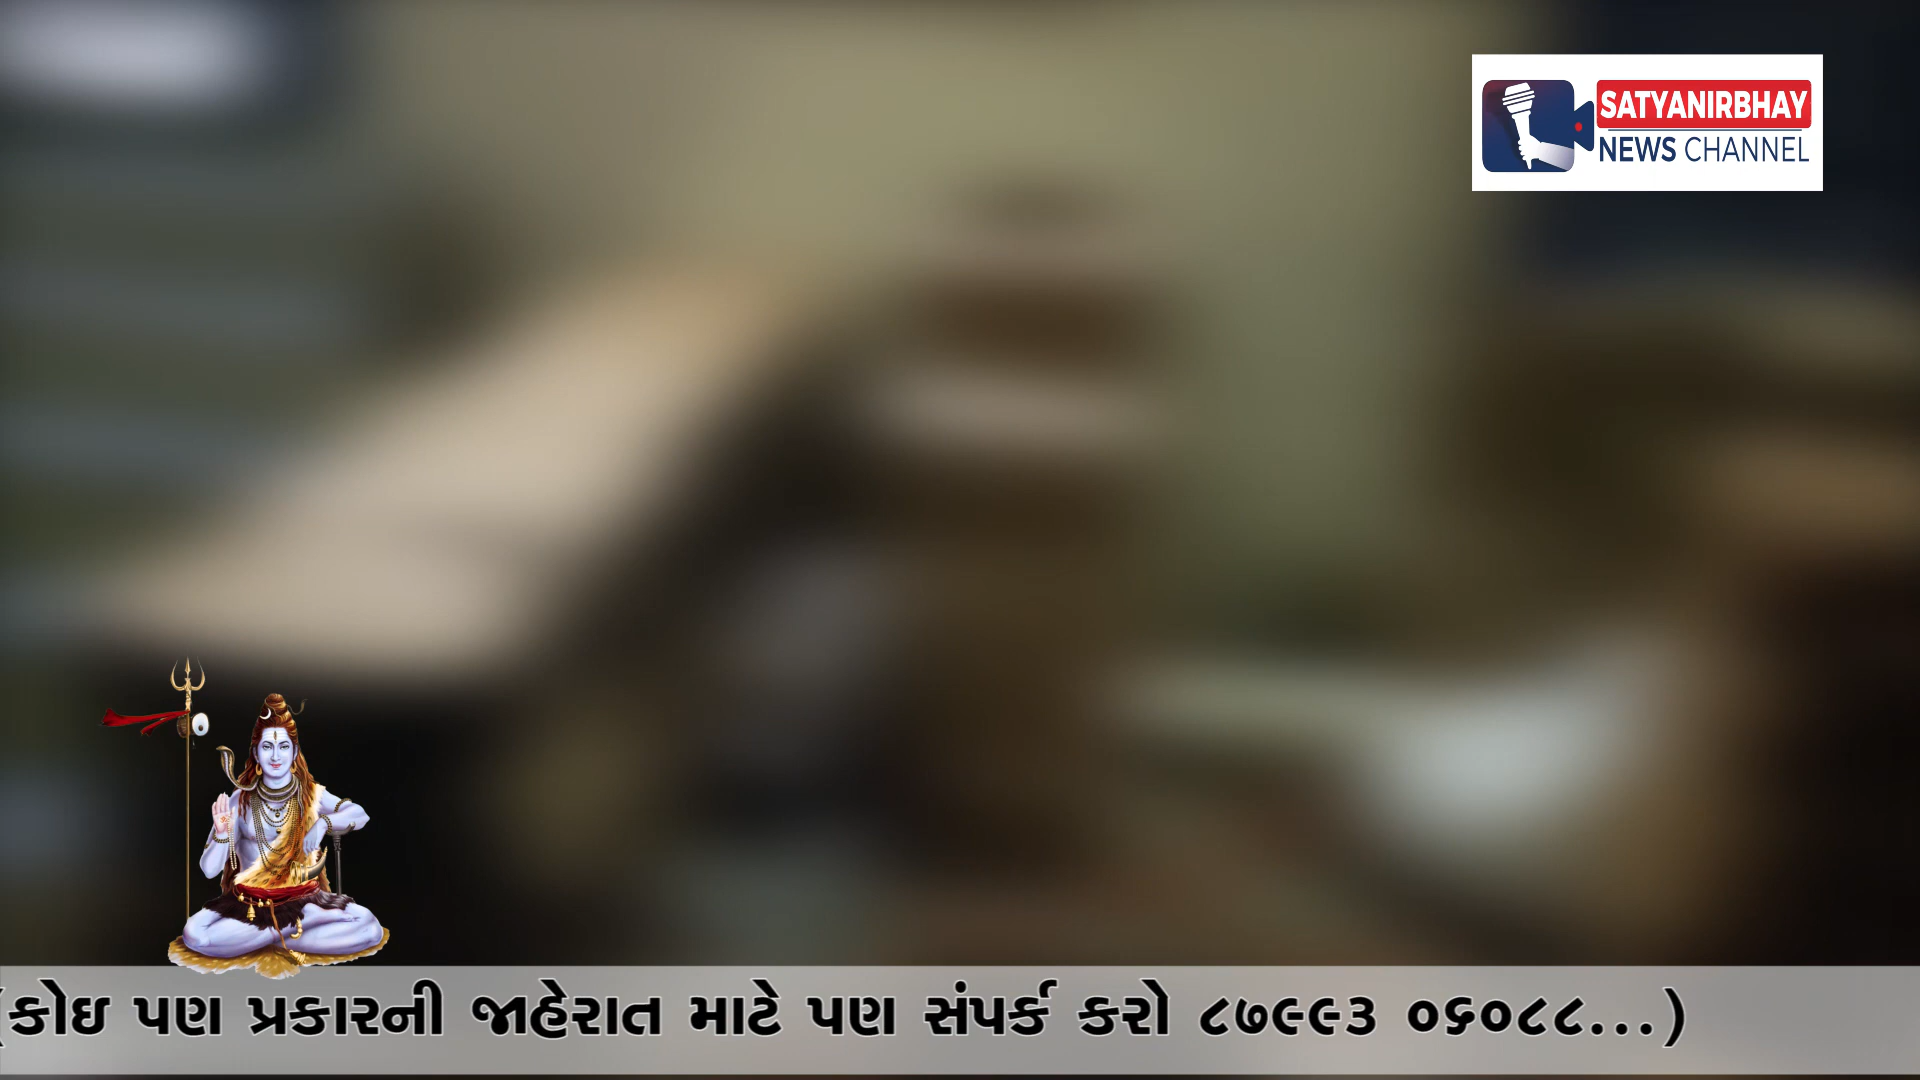 SATYANIRBHAY
NEWS CHANNEL
(કોઇ પણ પ્રકારની જાહેરાત માટે પણ સંપર્ક કરો ૮૭૯૯૩ ૦૬૦૮૮...)